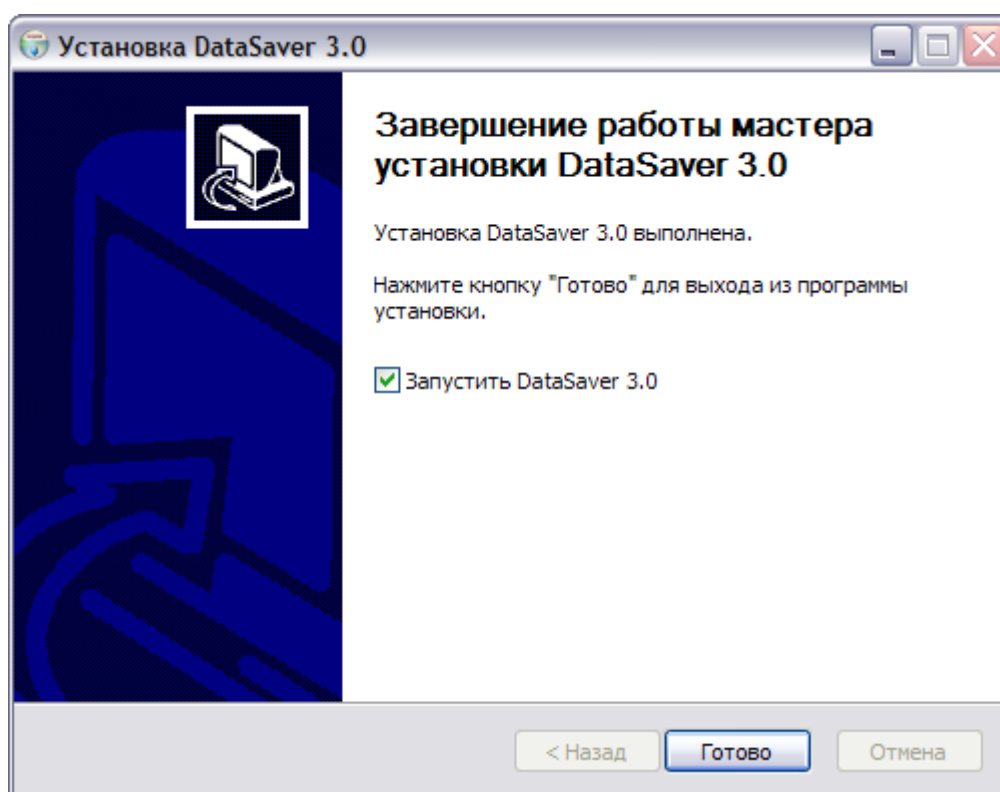 Установка DataSaver 3.0
Завершение работы мастера
установки DataSaver 3.0
Установка DataSaver 3.0 выполнена.
Нажмите кнопку "Готово" для выхода из программы
установки.
Запустить DataSaver 3.0
< Назад
Готово
Отмена